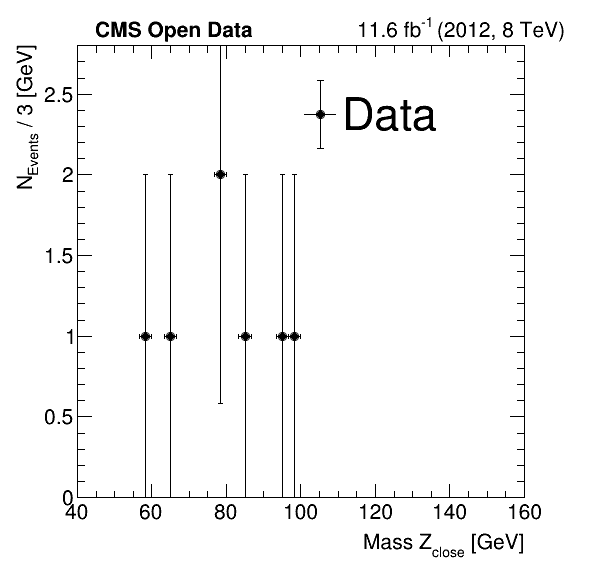 CMS Open Data 11.6 fb⁻¹ (2012, 8 TeV)
N_Events / 3 [GeV]
Data
2.5
2
1.5
1
0.5
0
40 60 80 100 120 140 160
Mass Z_close [GeV]